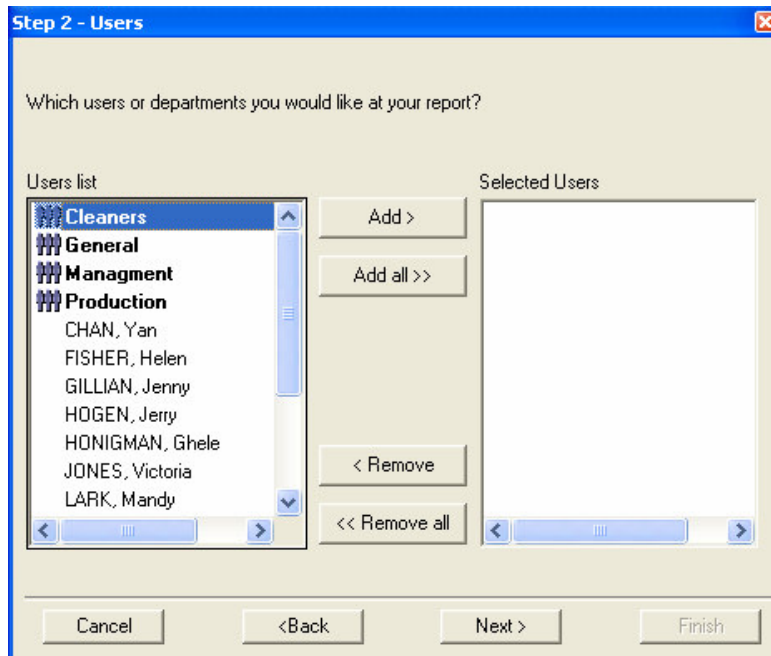 Step 2 - Users
Which users or departments you would like at your report?
Users list
Cleaners
General
Managment
Production
CHAN, Yan
FISHER, Helen
GILLIAN, Jenny
HOGEN, Jerry
HONIGMAN, Ghele
JONES, Victoria
LARK, Mandy
Add >
Add all >>
< Remove
<< Remove all
Selected Users
Cancel
<Back
Next >
Finish